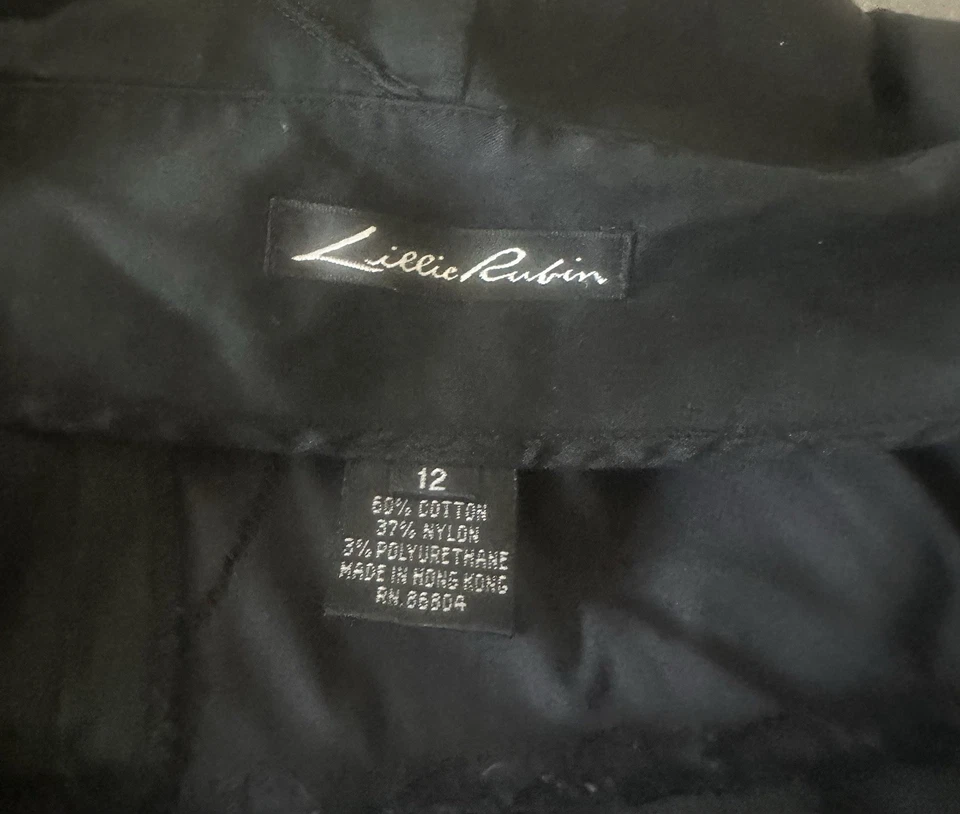 Lillie Rubin
12
60% COTTON
37% NYLON
3% POLYURETHANE
MADE IN HONG KONG
RN.86804